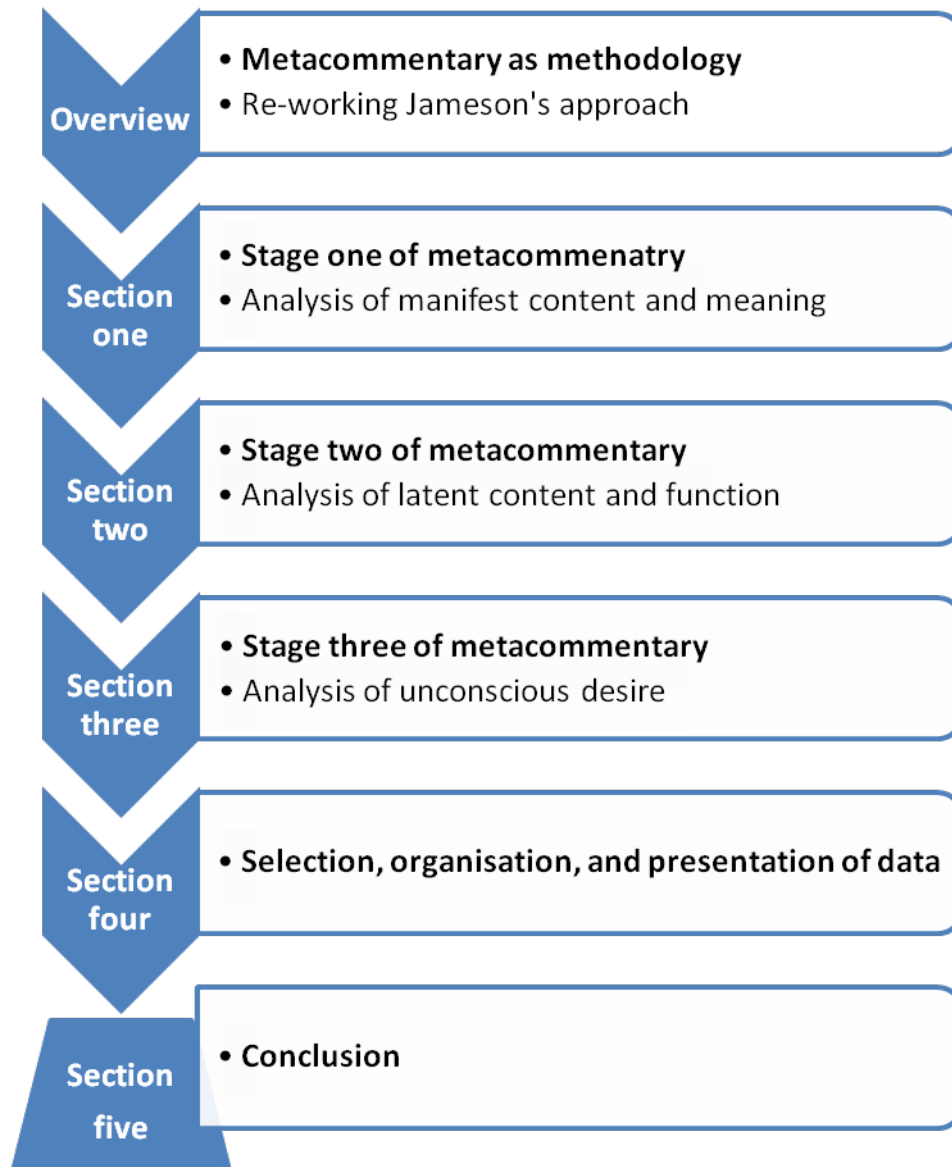 Overview
• Metacommentary as methodology
• Re-working Jameson's approach
Section
one
• Stage one of metacommenatry
• Analysis of manifest content and meaning
Section
two
• Stage two of metacommentary
• Analysis of latent content and function
Section
three
• Stage three of metacommentary
• Analysis of unconscious desire
Section
four
• Selection, organisation, and presentation of data
Section
five
• Conclusion